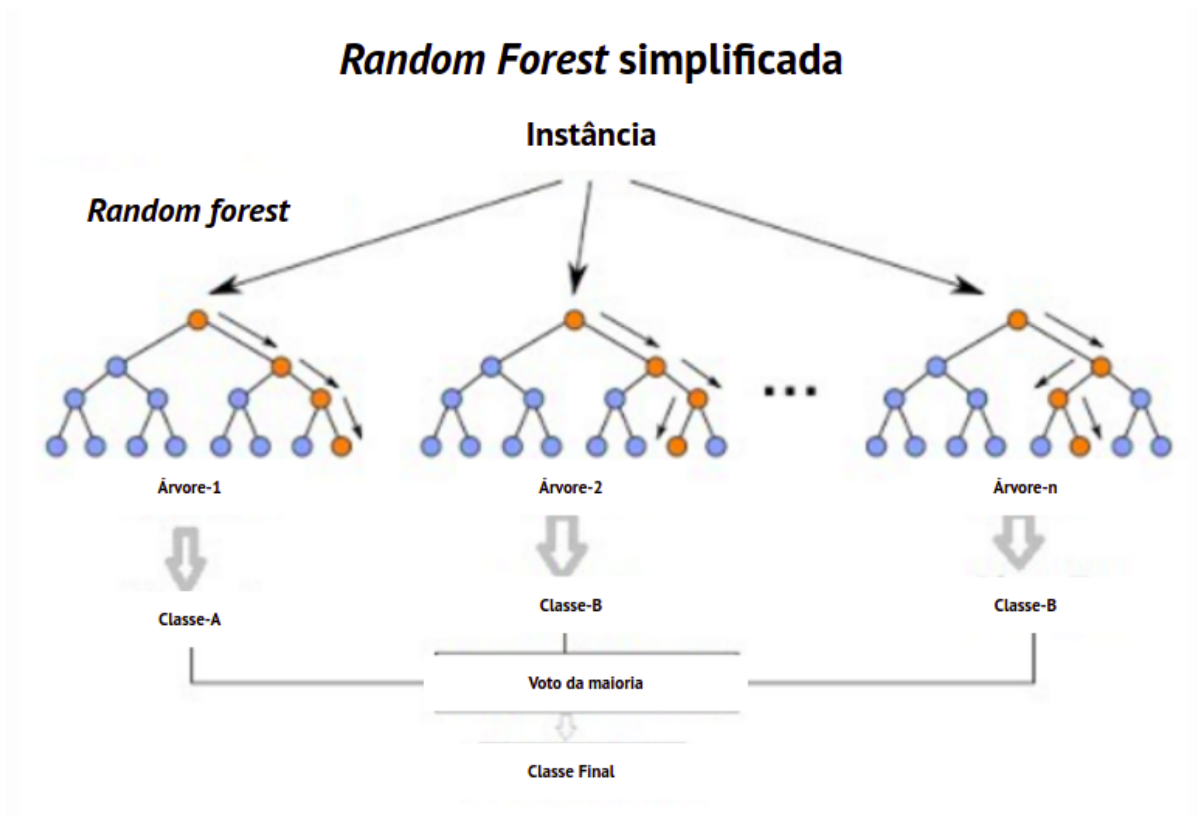 Random Forest simplificada
Instância
Random forest
...
Árvore-1
Árvore-2
Árvore-n
Classe-A
Classe-B
Classe-B
Voto da maioria
Classe Final